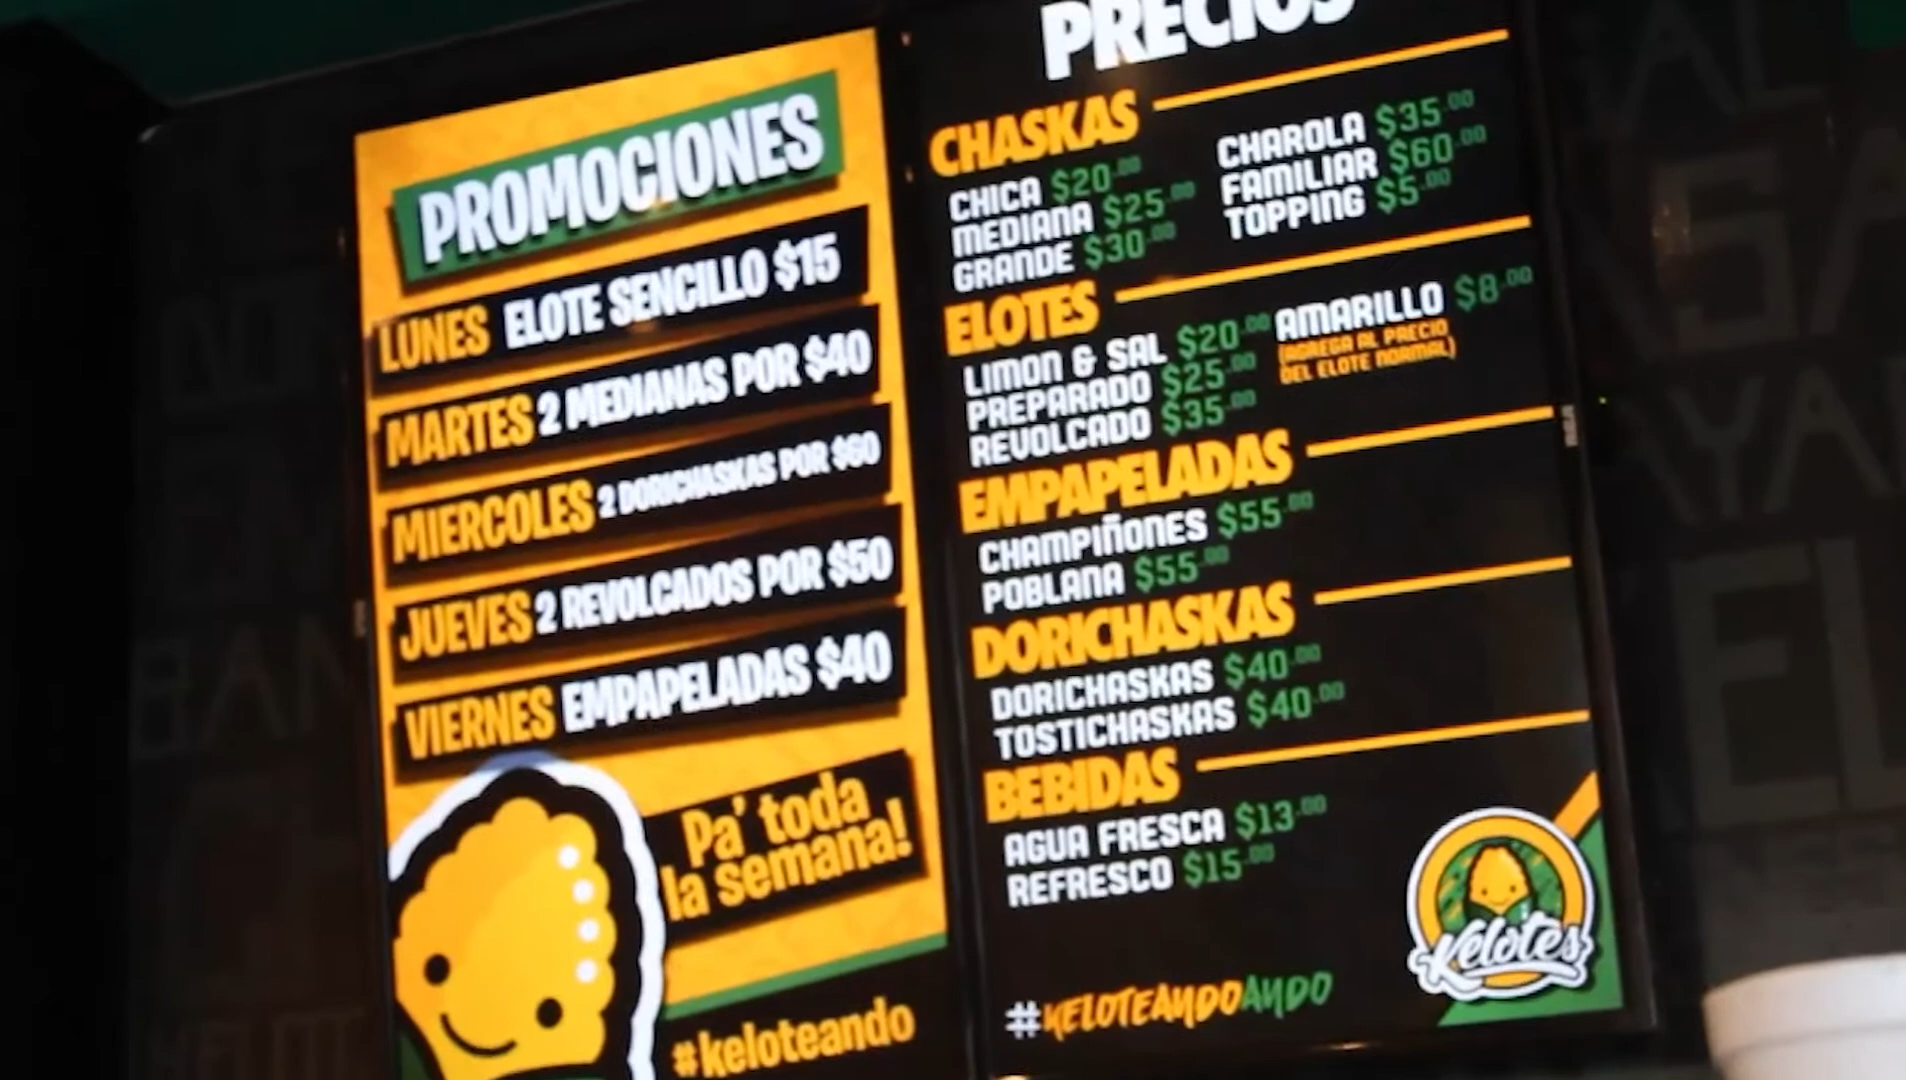 PROMOCIONES
LUNES ELOTE SENCILLO $15
MARTES 2 MEDIANAS POR $40
MIERCOLES 2 DORICHASKAS POR $60
JUEVES 2 REVOLCADOS POR $50
VIERNES EMPAPELADAS $40
Pa' toda
la semana!
#keloteando
PRECIOS
CHASKAS
CHICA $20.00
MEDIANA $25.00
GRANDE $30.00
CHAROLA $35.00
FAMILIAR $60.00
TOPPING $5.00
ELOTES
LIMON & SAL $20.00
PREPARADO $25.00
REVOLCADO $35.00
AMARILLO $8.00
(AGREGA AL PRECIO
DEL ELOTE NORMAL)
EMPAPELADAS
CHAMPIÑONES $55.00
POBLANA $55.00
DORICHASKAS
DORICHASKAS $40.00
TOSTICHASKAS $40.00
BEBIDAS
AGUA FRESCA $13.00
REFRESCO $15.00
#KELOTEANDOANDO
Kelotes